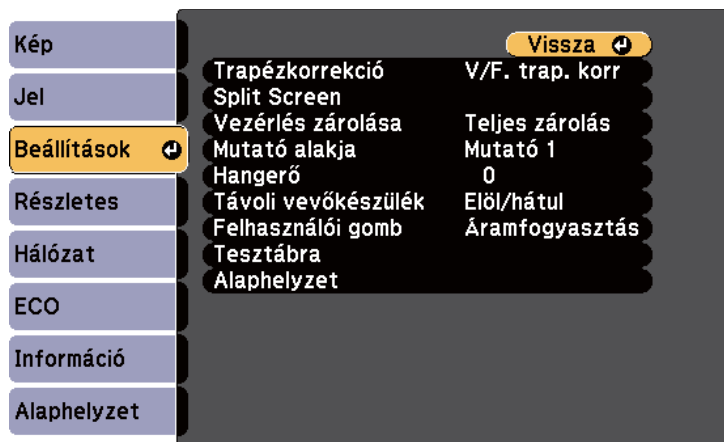 Kép
Jel
Beállítások
Részletes
Hálózat
ECO
Információ
Alaphelyzet
Vissza
Trapézkorrekció V/F. trap. korr
Split Screen
Vezérlés zárolása Teljes zárolás
Mutató alakja Mutató 1
Hangerő 0
Távoli vevőkészülék Elöl/hátul
Felhasználói gomb Áramfogyasztás
Tesztábra
Alaphelyzet